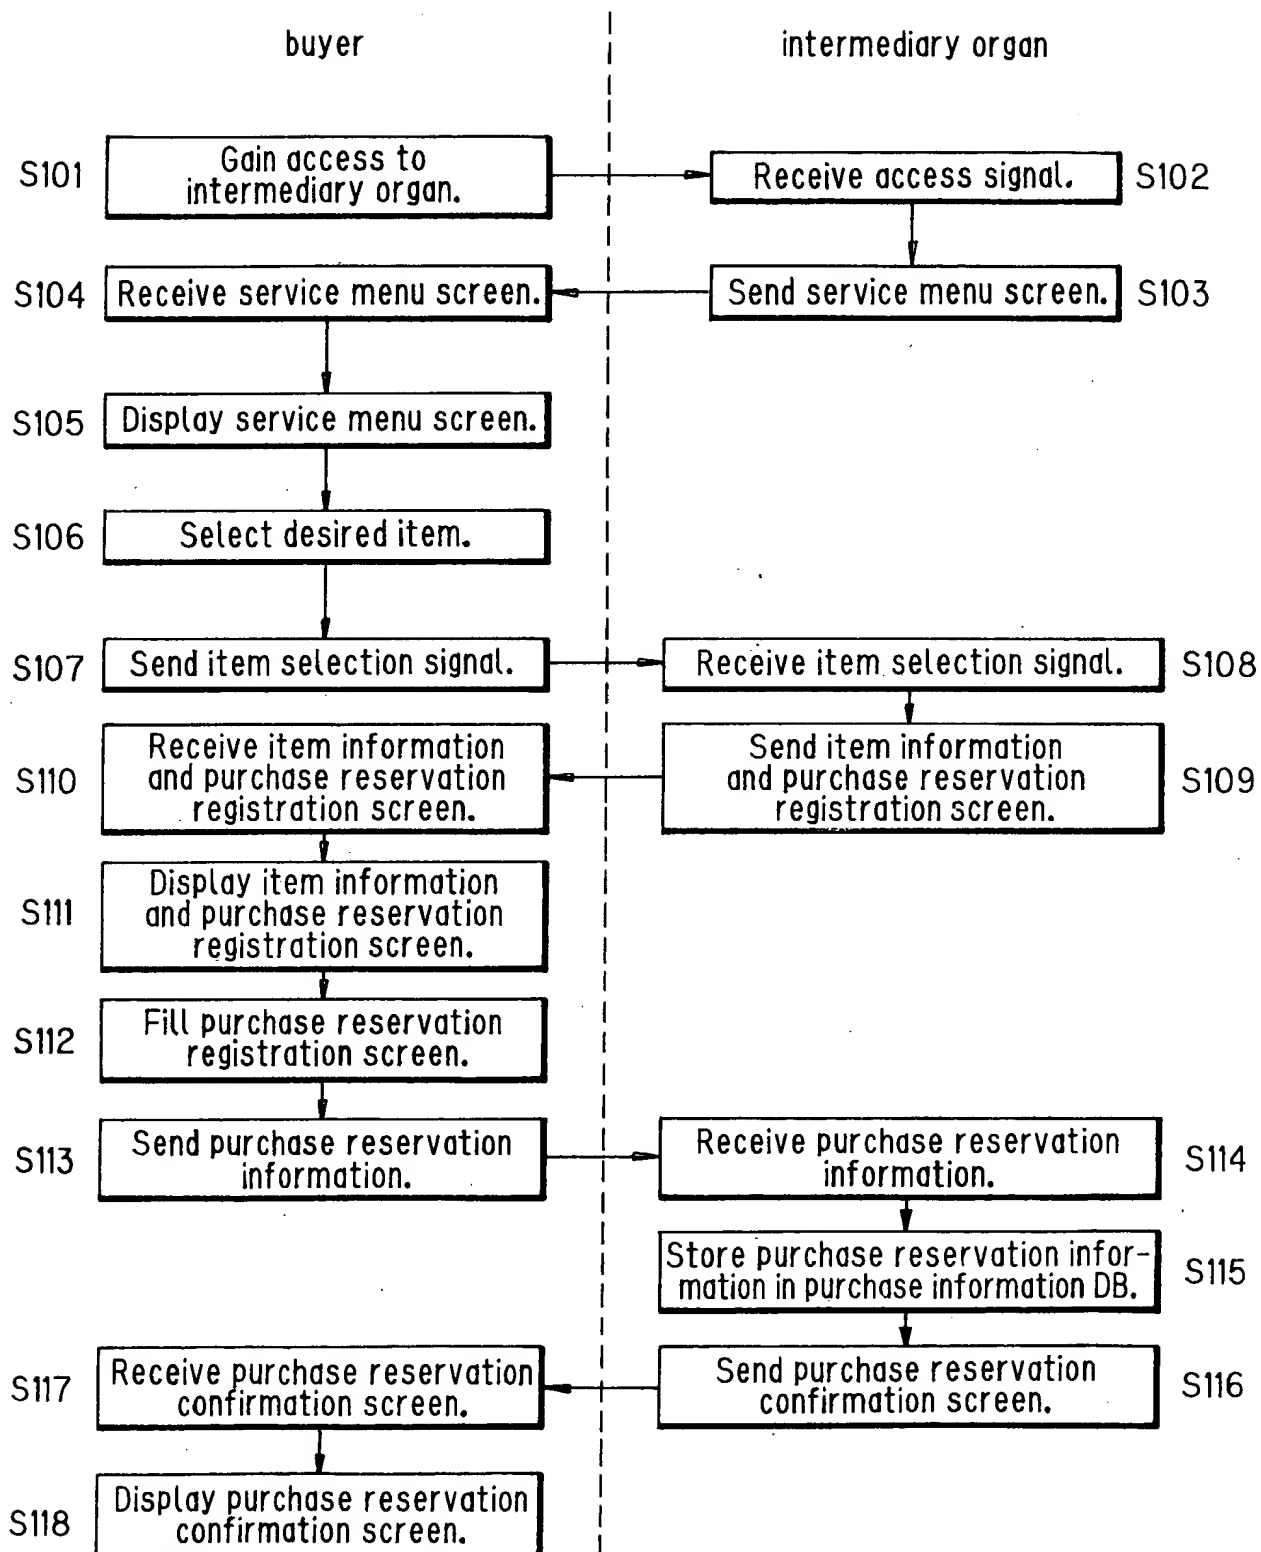 buyer
intermediary organ
S101
Gain access to
intermediary organ.
Receive access signal.
S102
S104
Receive service menu screen.
Send service menu screen.
S103
S105
Display service menu screen.
S106
Select desired item.
S107
Send item selection signal.
Receive item selection signal.
S108
S110
Receive item information
and purchase reservation
registration screen.
Send item information
and purchase reservation
registration screen.
S109
S111
Display item information
and purchase reservation
registration screen.
S112
Fill purchase reservation
registration screen.
S113
Send purchase reservation
information.
Receive purchase reservation
information.
S114
Store purchase reservation infor-
mation in purchase information DB.
S115
S117
Receive purchase reservation
confirmation screen.
Send purchase reservation
confirmation screen.
S116
S118
Display purchase reservation
confirmation screen.